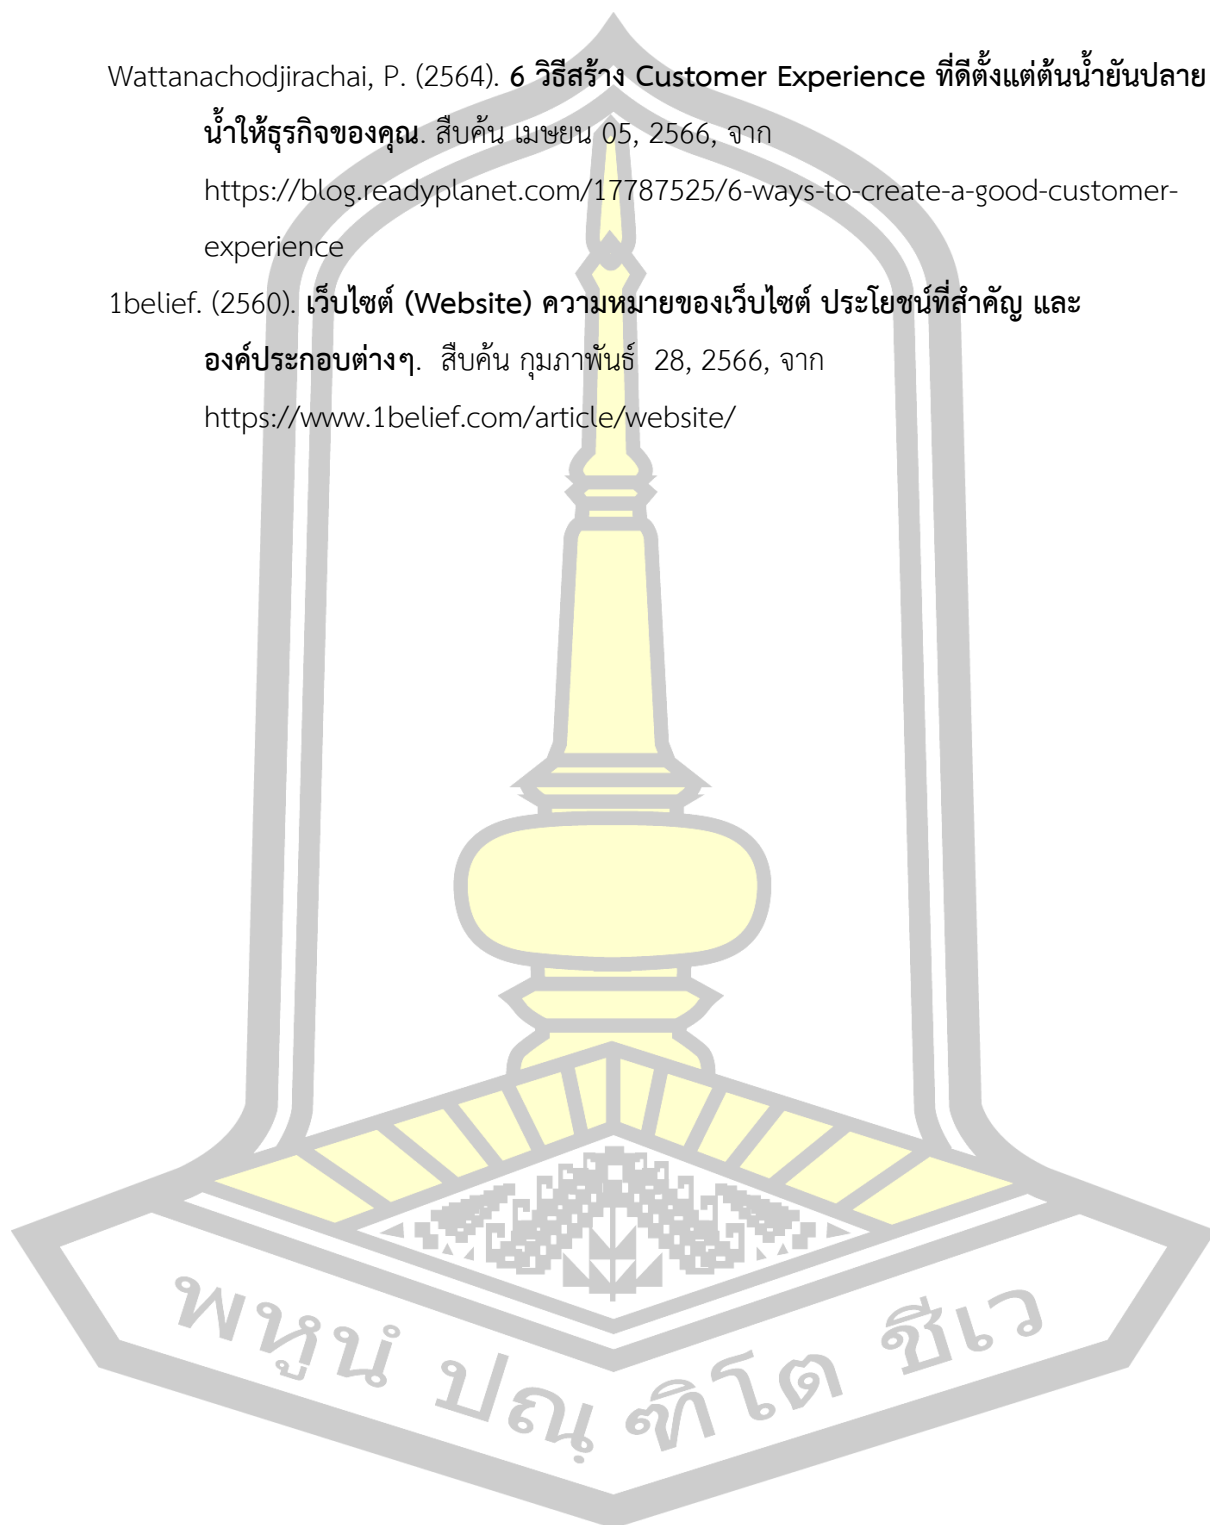 Wattanachodjirachai, P. (2564). 6 วิธีสร้าง Customer Experience ที่ดีตั้งแต่ต้นน้ำยันปลาย
น้ำให้ธุรกิจของคุณ. สืบค้น เมษยน 05, 2566, จาก
https://blog.readyplanet.com/17787525/6-ways-to-create-a-good-customer-
experience
1belief. (2560). เว็บไซต์ (Website) ความหมายของเว็บไซต์ ประโยชน์ที่สำคัญ และ
องค์ประกอบต่างๆ. สืบค้น กุมภาพันธ์ 28, 2566, จาก
https://www.1belief.com/article/website/
พหูนํ ปณฺ ฑิโต ชีเว